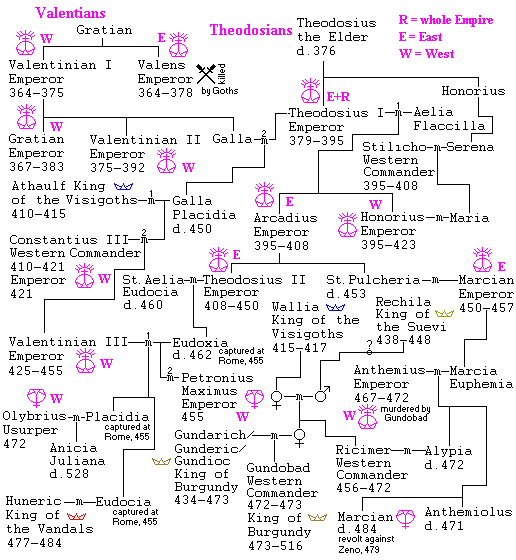 Valentians
Theodosians
Theodosius
the Elder
d.376
R = whole Empire
E = East
W = West
W
Gratian
E
Valentinian I
Emperor
364-375
Valens
Emperor
364-378
killed
by Goths
E+R
Honorius
Gratian
Emperor
367-383
W
Valentinian II
Emperor
375-392
W
Galla
2
m
Theodosius I
Emperor
379-395
1
m
Aelia
Flaccilla
Stilicho-m-Serena
Western
Commander
395-408
Athaulf King
of the Visigoths
410-415
1
m
Galla
Placidia
d.450
E
Arcadius
Emperor
395-408
W
Honorius-m-Maria
Emperor
395-423
Constantius III
Western Commander
410-421
Emperor
421
2
m
W
E
St.Aelia-m-Theodosius II
Eudocia
d.460
Emperor
408-450
St.Pulcheria-m-Marcian
d.453
Emperor
450-457
E
Wallia
King of the
Visigoths
415-417
Rechila
King of
the Suevi
438-448
?
Valentinian III
Emperor
425-455
W
1
m
Eudoxia
d.462
captured at
Rome, 455
2
m
Petronius
Maximus
Emperor
455
W
Anthemius-m-Marcia
Emperor
467-472
Euphemia
W
murdered by
Gundobad
W
Olybrius-m-Placidia
Usurper
472
captured at
Rome, 455
Anicia
Juliana
d.528
♀
m
♂
Gundarich/
Gunderic/
Gundioc
King of
Burgundy
434-473
m
♀
Gundobad
Western
Commander
472-473
King of
Burgundy
473-516
Ricimer-m-Alypia
Western
Commander
456-472
d.472
Huneric-m-Eudocia
King of
the Vandals
477-484
captured at
Rome, 455
Marcian
d.484
revolt against
Zeno, 479
Anthemiolus
d.471